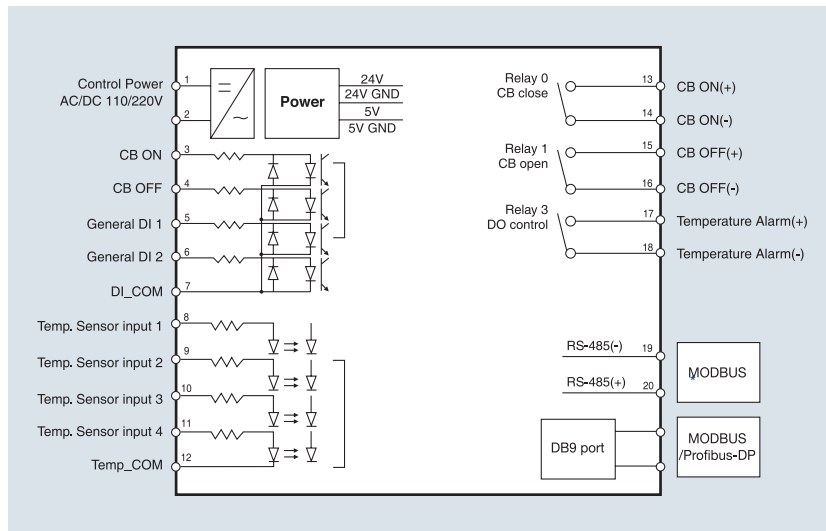 Control Power
AC/DC 110/220V
1
2
Power
24V
24V GND
5V
5V GND
CB ON
3
CB OFF
4
General DI 1
5
General DI 2
6
DI_COM
7
Temp. Sensor input 1
8
Temp. Sensor input 2
9
Temp. Sensor input 3
10
Temp. Sensor input 4
11
Temp_COM
12
Relay 0
CB close
13
CB ON(+)
14
CB ON(-)
Relay 1
CB open
15
CB OFF(+)
16
CB OFF(-)
Relay 3
DO control
17
Temperature Alarm(+)
18
Temperature Alarm(-)
RS-485(-)
19
RS-485(+)
20
MODBUS
DB9 port
MODBUS
/Profibus-DP